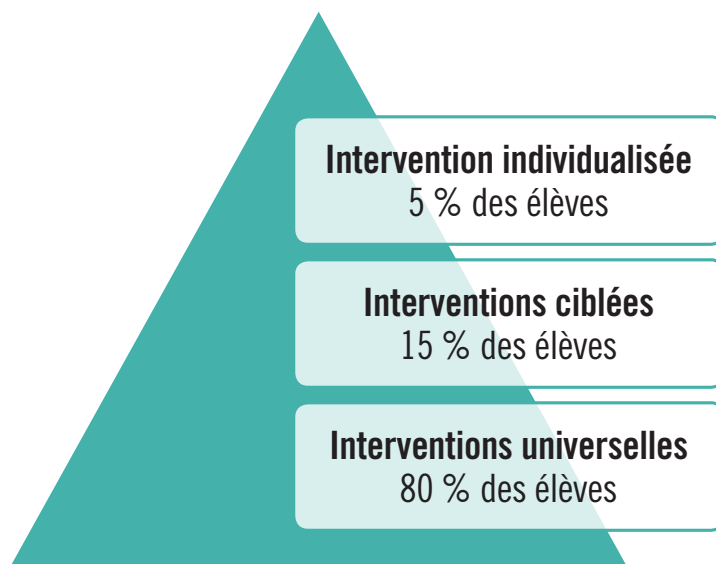 Intervention individualisée
5 % des élèves
Interventions ciblées
15 % des élèves
Interventions universelles
80 % des élèves